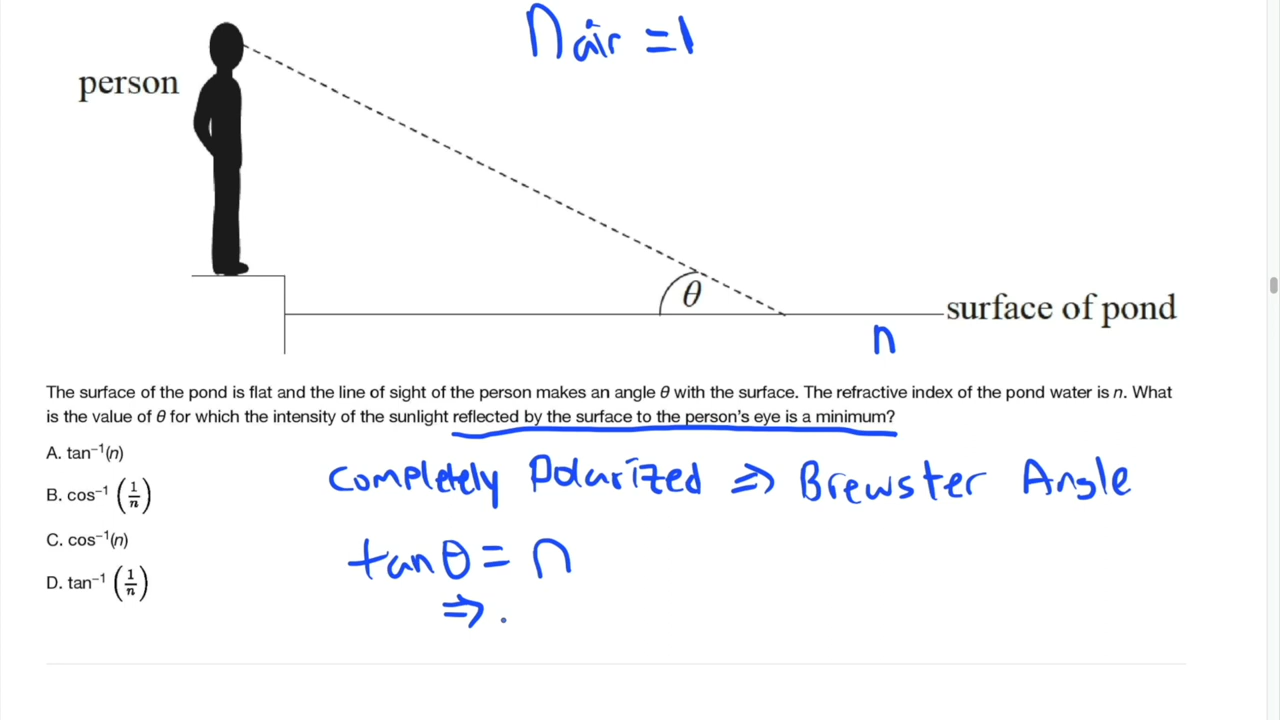 n air = 1
person
θ
surface of pond
n
The surface of the pond is flat and the line of sight of the person makes an angle θ with the surface. The refractive index of the pond water is n. What
is the value of θ for which the intensity of the sunlight reflected by the surface to the person's eye is a minimum?
A. tan⁻¹(n)
B. cos⁻¹ (1/n)
C. cos⁻¹(n)
D. tan⁻¹ (1/n)
Completely Polarized ⇒ Brewster Angle
tan θ = n
⇒ .